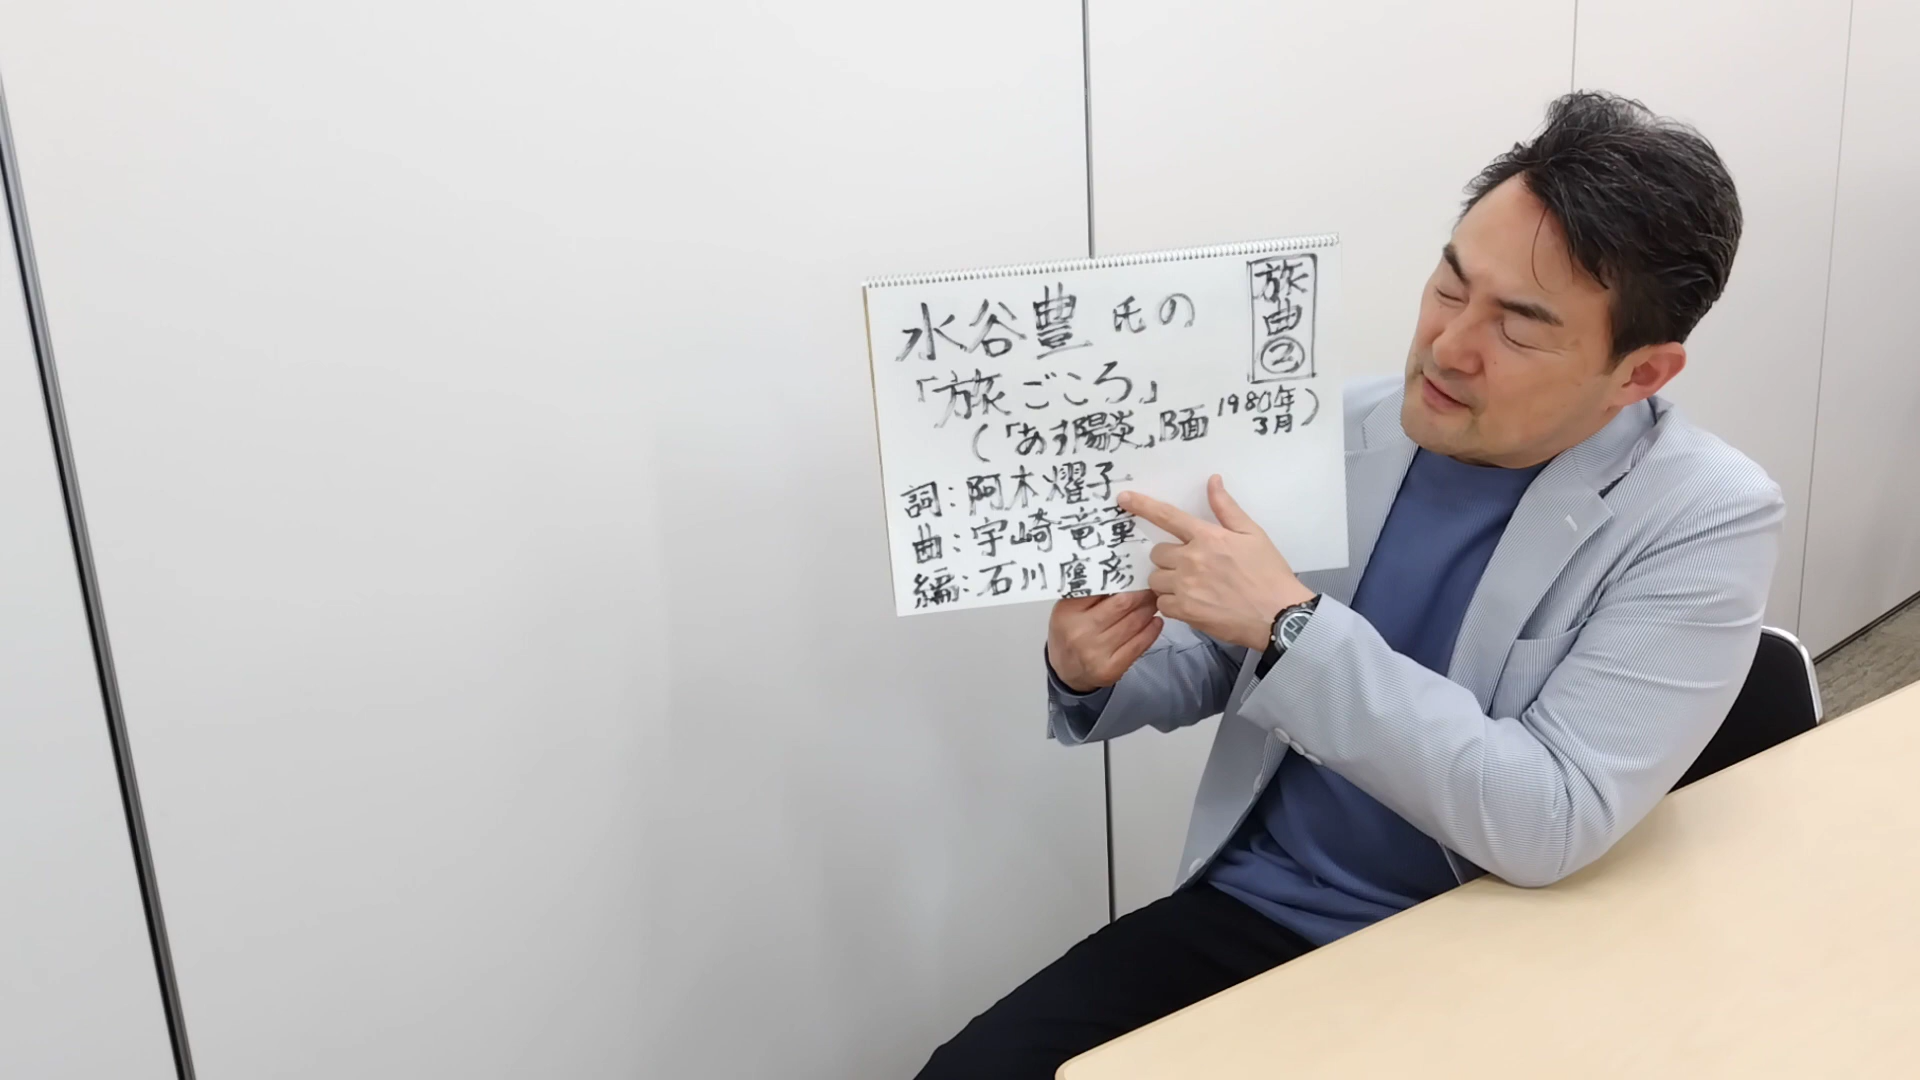 水谷豊氏の
「旅ごころ」
(「あす陽炎」B面 1980年3月)
詞:阿木燿子
曲:宇崎竜童
編:石川鷹彦
旅曲②